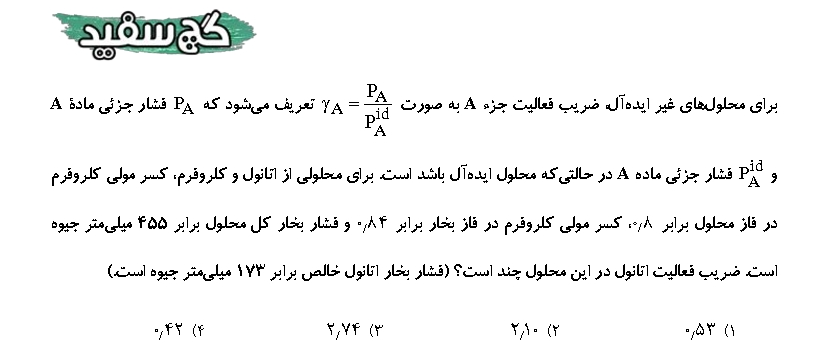 گچ سفید
برای محلول‌های غیر ایده‌آل، ضریب فعالیت جزء A به صورت γ_A = P_A / P_A^id تعریف می‌شود که P_A فشار جزئی مادهٔ A
و P_A^id فشار جزئی ماده A در حالتی‌که محلول ایده‌آل باشد است. برای محلولی از اتانول و کلروفرم، کسر مولی کلروفرم
در فاز محلول برابر ۰٫۸، کسر مولی کلروفرم در فاز بخار برابر ۰٫۸۴ و فشار بخار کل محلول برابر ۴۵۵ میلی‌متر جیوه
است. ضریب فعالیت اتانول در این محلول چند است؟ (فشار بخار اتانول خالص برابر ۱۷۳ میلی‌متر جیوه است.)
۱) ۰٫۵۳ ۲) ۲٫۱۰ ۳) ۲٫۷۴ ۴) ۰٫۴۲